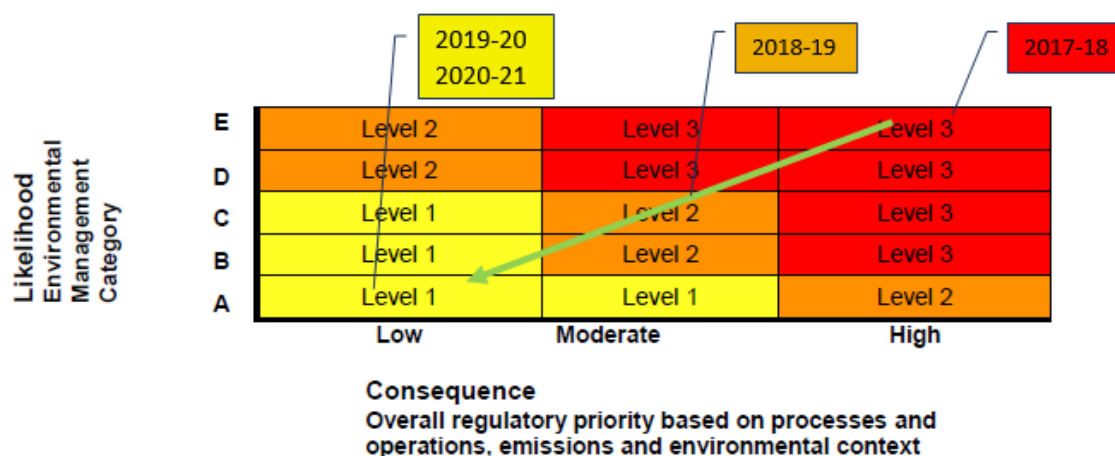 2019-20
2020-21
2018-19
2017-18
Likelihood
Environmental
Management
Category
E
Level 2
Level 3
Level 3
D
Level 2
Level 3
Level 3
C
Level 1
Level 2
Level 3
B
Level 1
Level 2
Level 3
A
Level 1
Level 1
Level 2
Low
Moderate
High
Consequence
Overall regulatory priority based on processes and
operations, emissions and environmental context